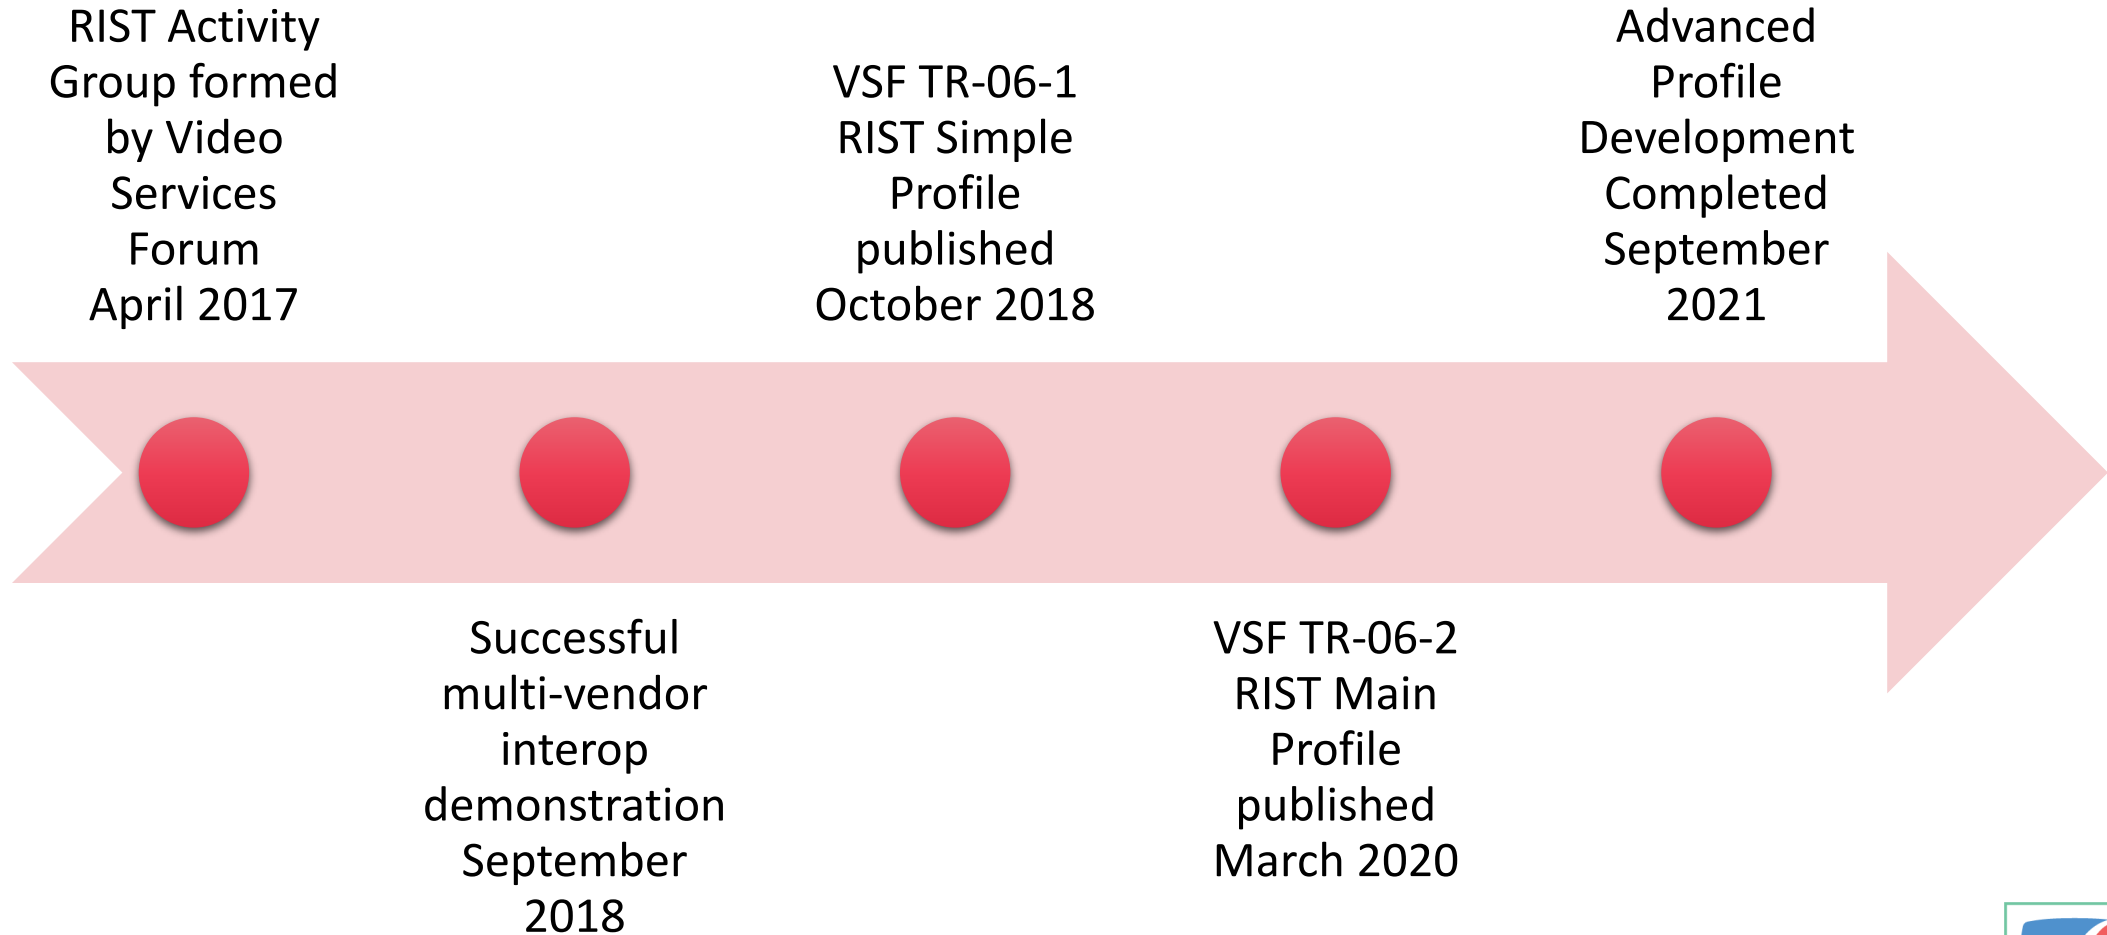 RIST Activity
Group formed
by Video
Services
Forum
April 2017
Successful
multi-vendor
interop
demonstration
September
2018
VSF TR-06-1
RIST Simple
Profile
published
October 2018
VSF TR-06-2
RIST Main
Profile
published
March 2020
Advanced
Profile
Development
Completed
September
2021